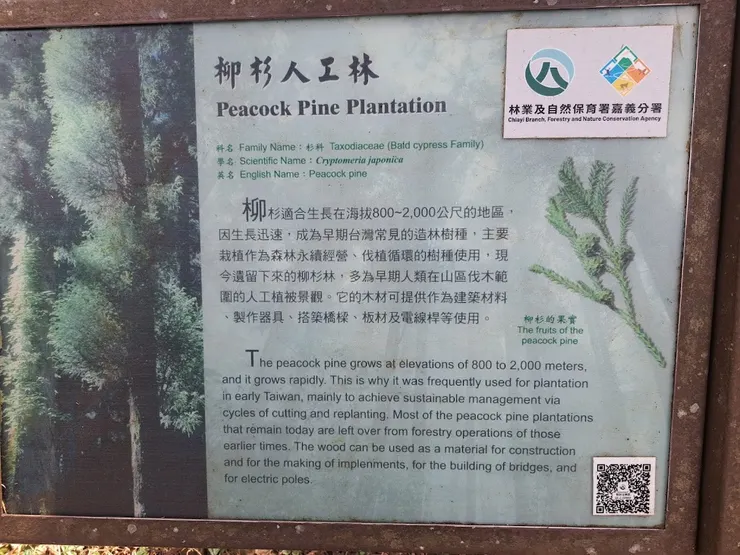 柳杉人工林
Peacock Pine Plantation
林業及自然保育署嘉義分署
Chiayi Branch, Forestry and Nature Conservation Agency
科名 Family Name：杉科 Taxodiaceae (Bald cypress Family)
學名 Scientific Name：Cryptomeria japonica
英名 English Name：Peacock pine
柳杉適合生長在海拔800~2,000公尺的地區，
因生長迅速，成為早期台灣常見的造林樹種，主要
栽植作為森林永續經營、伐植循環的樹種使用，現
今遺留下來的柳杉林，多為早期人類在山區伐木範
圍的人工植被景觀。它的木材可提供作為建築材料
、製作器具、搭築橋樑、板材及電線桿等使用。
柳杉的果實
The fruits of the
peacock pine
The peacock pine grows at elevations of 800 to 2,000 meters,
and it grows rapidly. This is why it was frequently used for plantation
in early Taiwan, mainly to achieve sustainable management via
cycles of cutting and replanting. Most of the peacock pine plantations
that remain today are left over from forestry operations of those
earlier times. The wood can be used as a material for construction
and for the making of implenments, for the building of bridges, and
for electric poles.